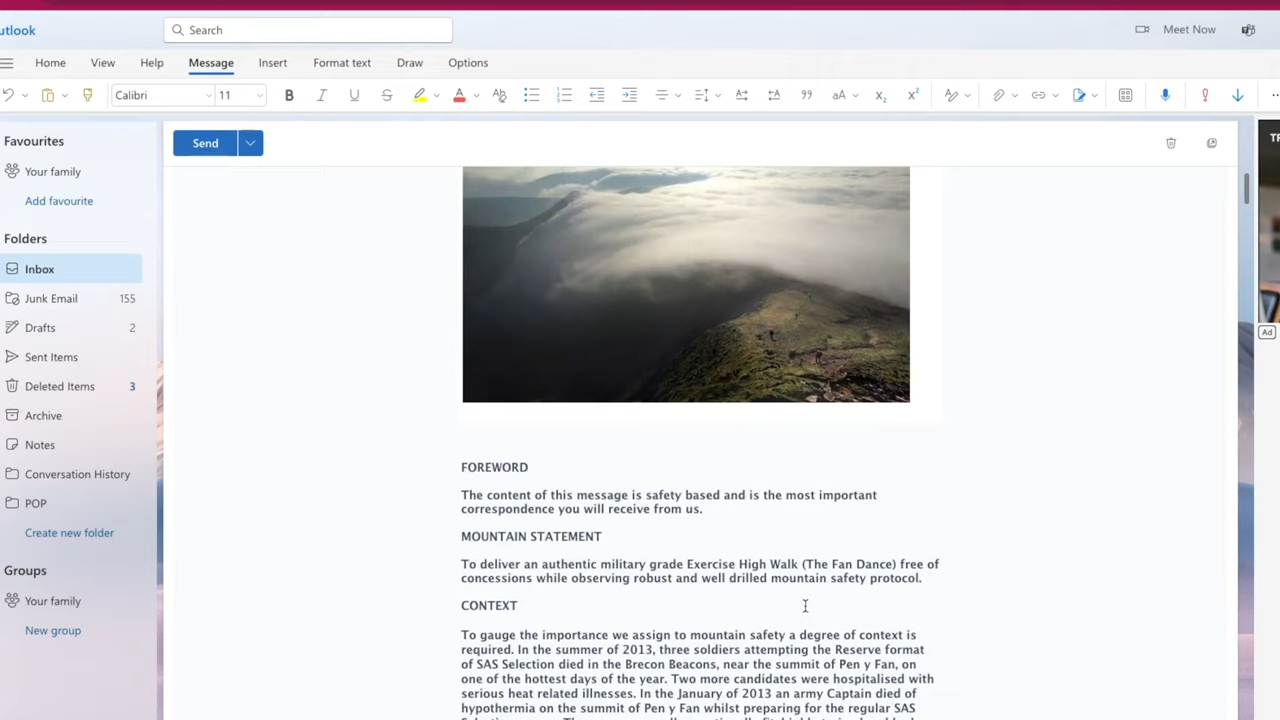 utlook
Search
Meet Now
Home View Help Message Insert Format text Draw Options
Calibri 11
Favourites
Your family
Add favourite
Folders
Inbox
Junk Email 155
Drafts 2
Sent Items
Deleted Items 3
Archive
Notes
Conversation History
POP
Create new folder
Groups
Your family
New group
Send
FOREWORD
The content of this message is safety based and is the most important
correspondence you will receive from us.
MOUNTAIN STATEMENT
To deliver an authentic military grade Exercise High Walk (The Fan Dance) free of
concessions while observing robust and well drilled mountain safety protocol.
CONTEXT
To gauge the importance we assign to mountain safety a degree of context is
required. In the summer of 2013, three soldiers attempting the Reserve format
of SAS Selection died in the Brecon Beacons, near the summit of Pen y Fan, on
one of the hottest days of the year. Two more candidates were hospitalised with
serious heat related illnesses. In the January of 2013 an army Captain died of
hypothermia on the summit of Pen y Fan whilst preparing for the regular SAS
Ad